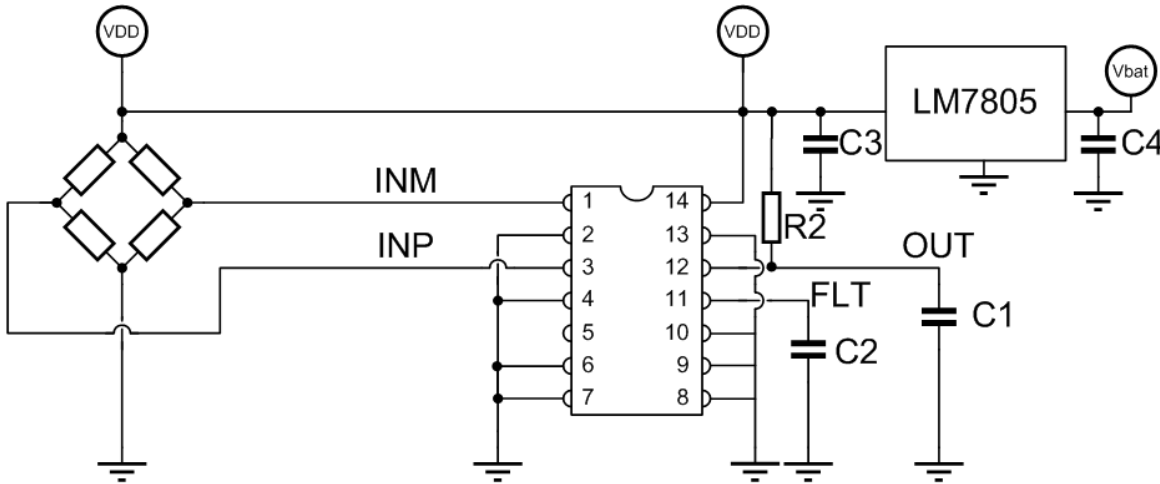 VDD
VDD
LM7805
Vbat
C3
C4
INM
1
14
2
13
R2
INP
3
12
OUT
4
11
FLT
5
10
C2
C1
6
9
7
8